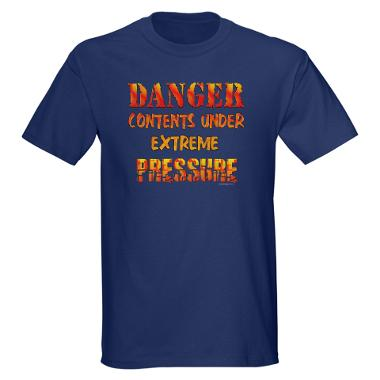 DANGER
CONTENTS UNDER
EXTREME
PRESSURE